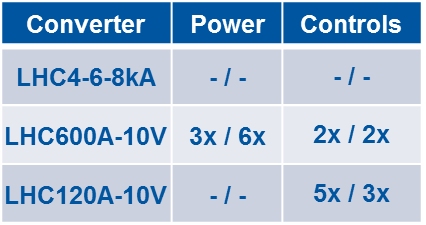 Converter Power Controls
LHC4-6-8kA - / - - / -
LHC600A-10V 3x / 6x 2x / 2x
LHC120A-10V - / - 5x / 3x